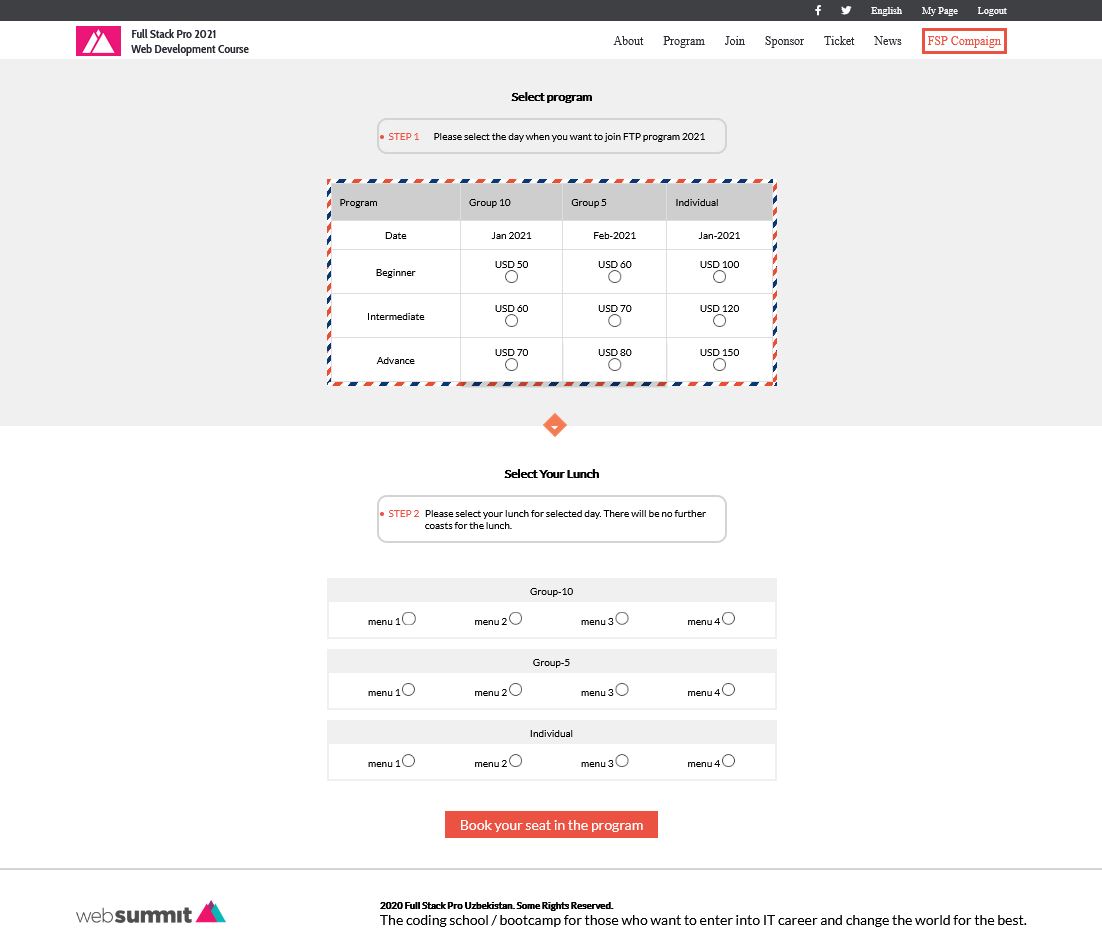 English My Page Logout
Full Stack Pro 2021
Web Development Course
About Program Join Sponsor Ticket News FSP Compaign
Select program
STEP 1 Please select the day when you want to join FTP program 2021
Program Group 10 Group 5 Individual
Date Jan 2021 Feb-2021 Jan-2021
Beginner USD 50 USD 60 USD 100
Intermediate USD 60 USD 70 USD 120
Advance USD 70 USD 80 USD 150
Select Your Lunch
STEP 2 Please select your lunch for selected day. There will be no further
coasts for the lunch.
Group-10
menu 1 menu 2 menu 3 menu 4
Group-5
menu 1 menu 2 menu 3 menu 4
Individual
menu 1 menu 2 menu 3 menu 4
Book your seat in the program
websummit
2020 Full Stack Pro Uzbekistan. Some Rights Reserved.
The coding school / bootcamp for those who want to enter into IT career and change the world for the best.